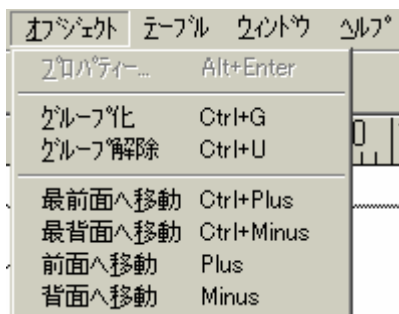 オブジェクト テーブル ウィンドウ ヘルプ
プロパティー... Alt+Enter
グループ化 Ctrl+G
グループ解除 Ctrl+U
最前面へ移動 Ctrl+Plus
最背面へ移動 Ctrl+Minus
前面へ移動 Plus
背面へ移動 Minus